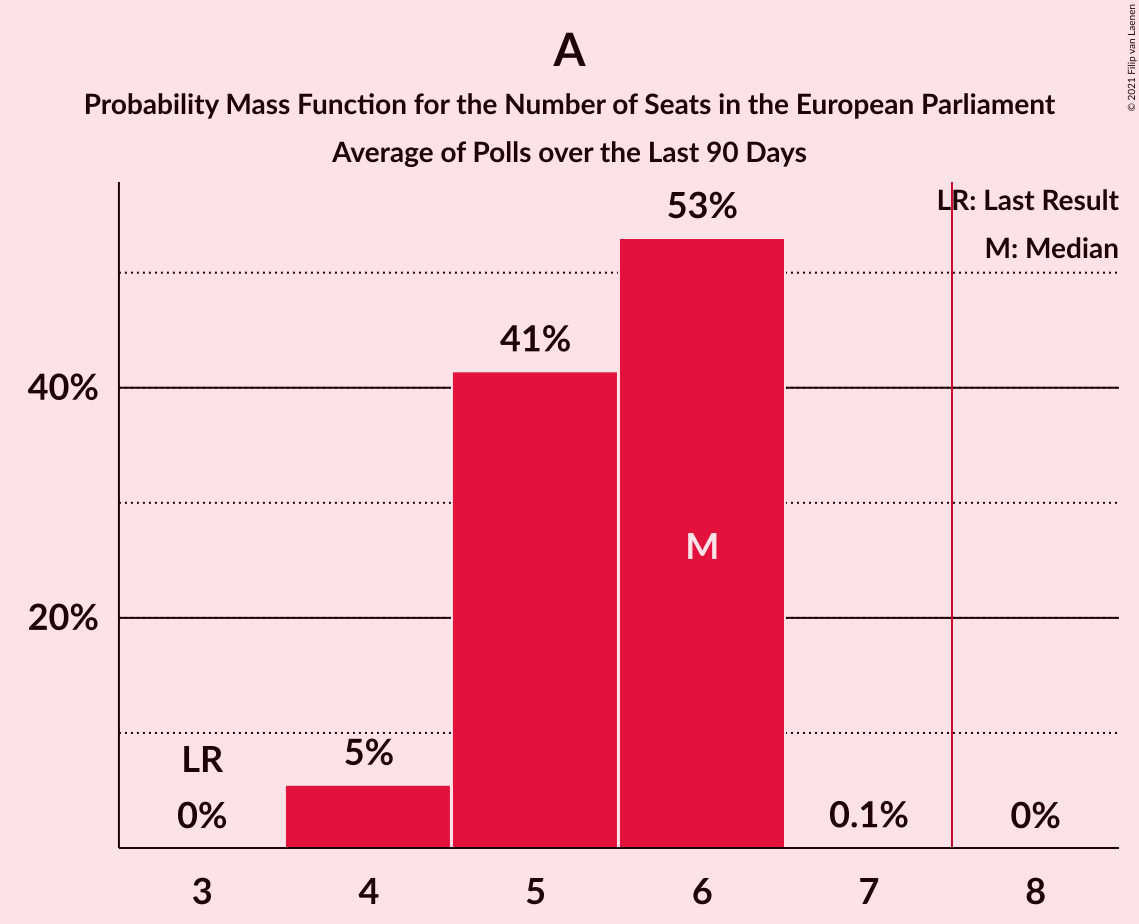 A
Probability Mass Function for the Number of Seats in the European Parliament
Average of Polls over the Last 90 Days
© 2021 Filip van Laenen
LR: Last Result
M: Median
53%
41%
40%
M
20%
LR
5%
0%
0.1%
0%
3 4 5 6 7 8